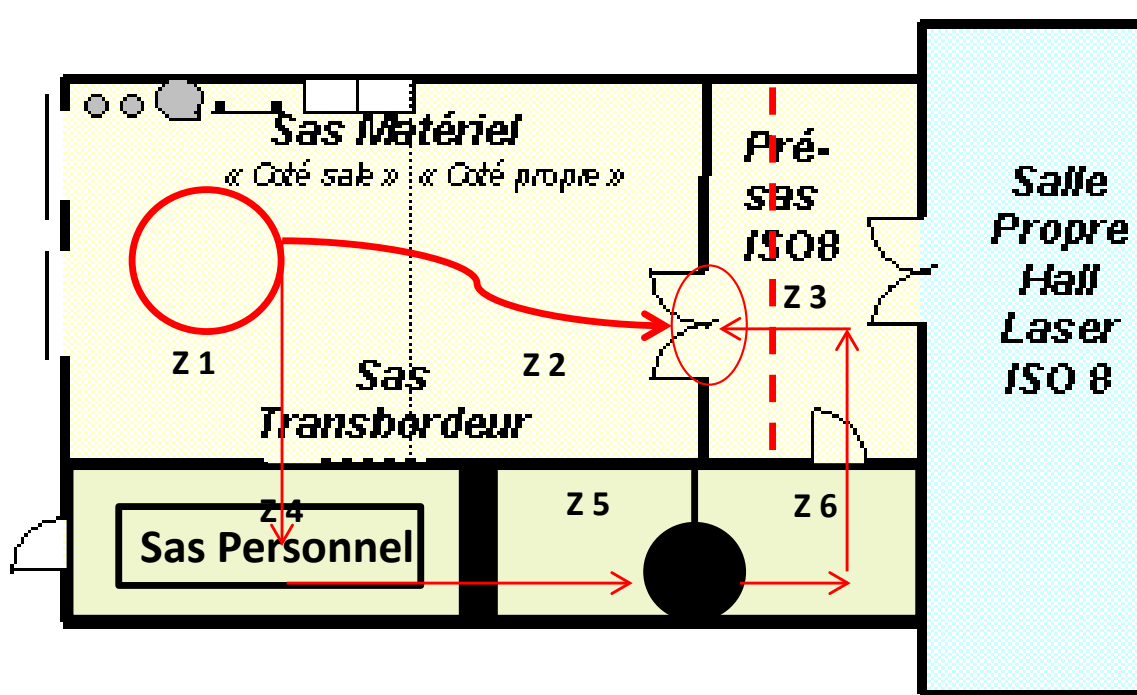 Sas Matériel
« Coté sale » « Coté propre »
Pré-
sas
ISO8
Z 3
Salle
Propre
Hall
Laser
ISO 8
Z 1
Z 2
Sas
Transbordeur
Z 4
Sas Personnel
Z 5
Z 6